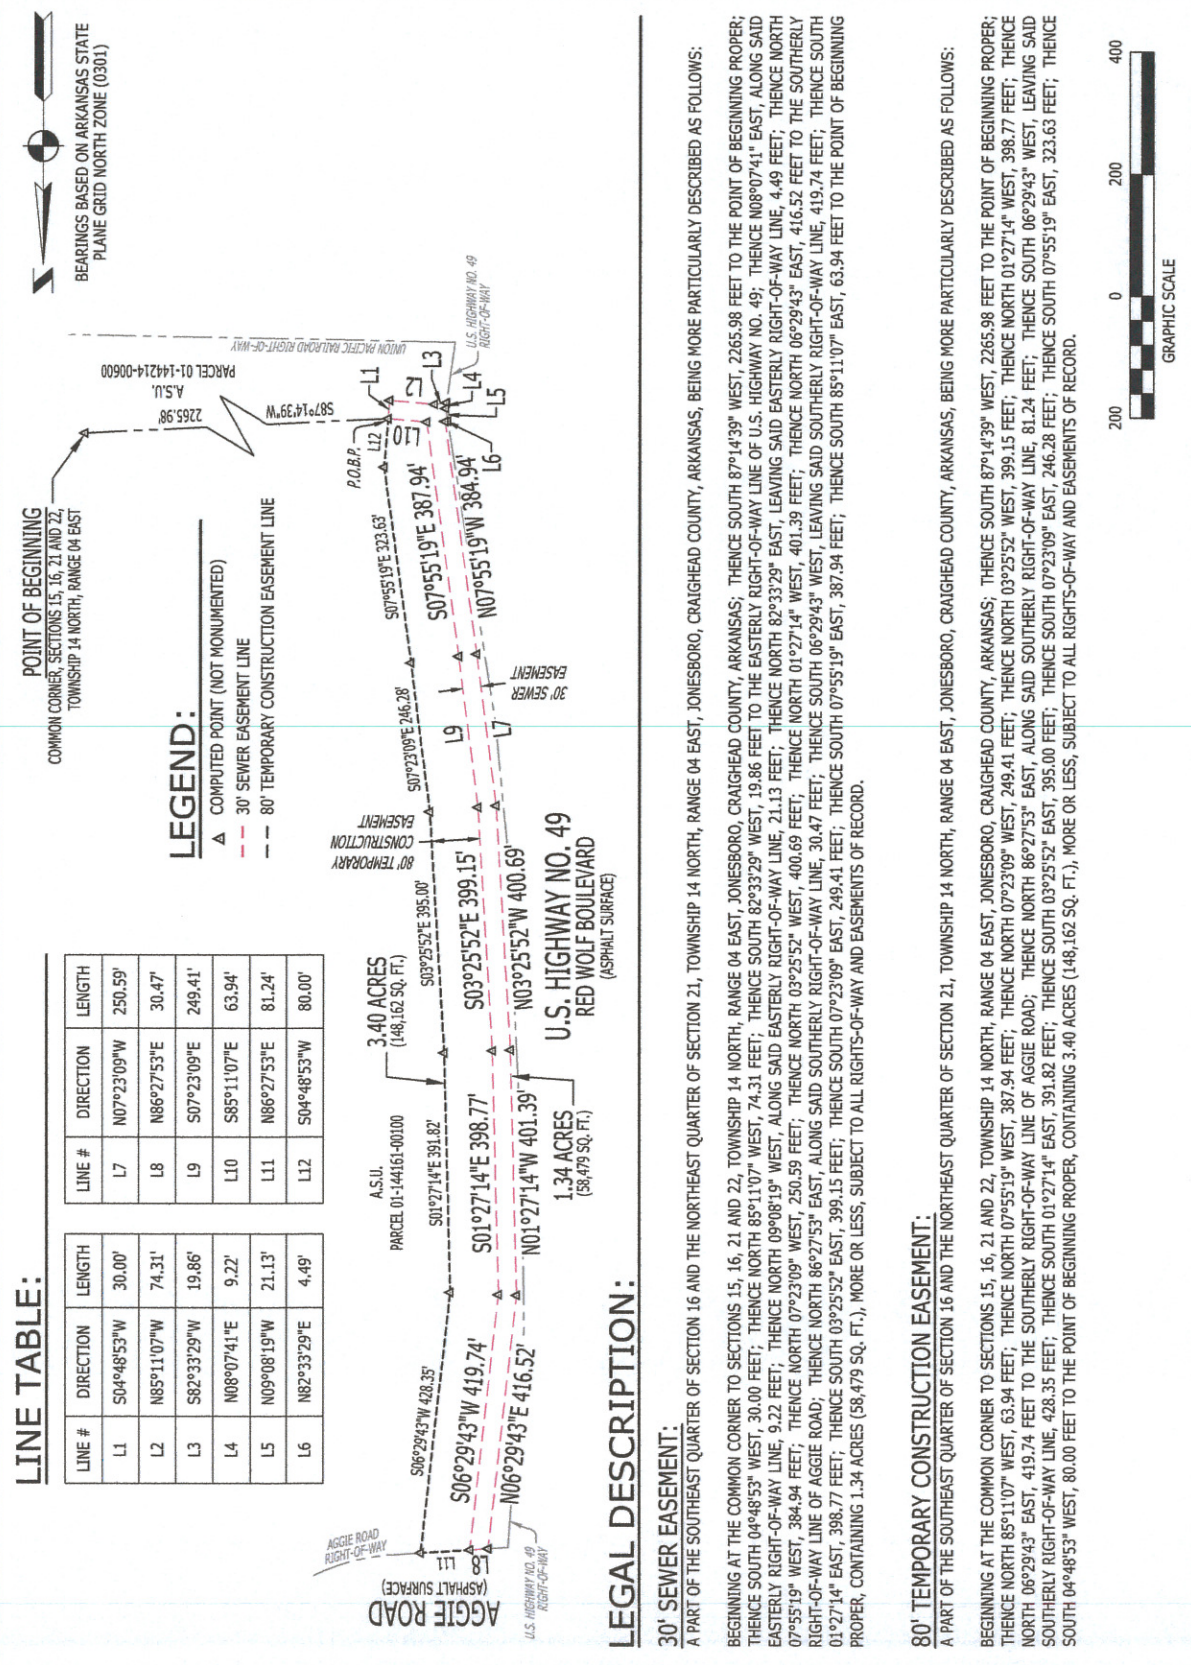 LINE TABLE:
LINE # DIRECTION LENGTH
L1 S04°48'53"W 30.00'
L2 N85°11'07"W 74.31'
L3 S82°33'29"W 19.86'
L4 N08°07'41"E 9.22'
L5 N09°08'19"W 21.13'
L6 N82°33'29"E 4.49'
LINE # DIRECTION LENGTH
L7 N07°23'09"W 250.59'
L8 N86°27'53"E 30.47'
L9 S07°23'09"E 249.41'
L10 S85°11'07"E 63.94'
L11 N86°27'53"E 81.24'
L12 S04°48'53"W 80.00'
POINT OF BEGINNING
COMMON CORNER, SECTIONS 15, 16, 21 AND 22,
TOWNSHIP 14 NORTH, RANGE 04 EAST
N
BEARINGS BASED ON ARKANSAS STATE
PLANE GRID NORTH ZONE (0301)
LEGEND:
COMPUTED POINT (NOT MONUMENTED)
30' SEWER EASEMENT LINE
80' TEMPORARY CONSTRUCTION EASEMENT LINE
2265.98'
A.S.U.
PARCEL 01-144214-00600
S87°14'39"W
UNION PACIFIC RAILROAD RIGHT-OF-WAY
P.O.B.P.
L12
L1
L2
L10
L3
L4
L5
L6
U.S. HIGHWAY NO. 49
RIGHT-OF-WAY
AGGIE ROAD
RIGHT-OF-WAY
S06°29'43"W 428.35'
A.S.U.
PARCEL 01-144161-00100
S01°27'14"E 391.82'
3.40 ACRES
(148,162 SQ. FT.)
S03°25'52"E 395.00'
80' TEMPORARY
CONSTRUCTION
EASEMENT
S07°23'09"E 246.28'
S07°55'19"E 323.63'
AGGIE ROAD
(ASPHALT SURFACE)
L11
L8
S06°29'43"W 419.74'
S01°27'14"E 398.77'
S03°25'52"E 399.15'
L9
S07°55'19"E 387.94'
N06°29'43"E 416.52'
N01°27'14"W 401.39'
N03°25'52"W 400.69'
L7
N07°55'19"W 384.94'
30' SEWER
EASEMENT
U.S. HIGHWAY NO. 49
RIGHT-OF-WAY
1.34 ACRES
(58,479 SQ. FT.)
U.S. HIGHWAY NO. 49
RED WOLF BOULEVARD
(ASPHALT SURFACE)
LEGAL DESCRIPTION:
30' SEWER EASEMENT:
A PART OF THE SOUTHEAST QUARTER OF SECTION 16 AND THE NORTHEAST QUARTER OF SECTION 21, TOWNSHIP 14 NORTH, RANGE 04 EAST, JONESBORO, CRAIGHEAD COUNTY, ARKANSAS, BEING MORE PARTICULARLY DESCRIBED AS FOLLOWS:
BEGINNING AT THE COMMON CORNER TO SECTIONS 15, 16, 21 AND 22, TOWNSHIP 14 NORTH, RANGE 04 EAST, JONESBORO, CRAIGHEAD COUNTY, ARKANSAS; THENCE SOUTH 87°14'39" WEST, 2265.98 FEET TO THE POINT OF BEGINNING PROPER;
THENCE SOUTH 04°48'53" WEST, 30.00 FEET; THENCE NORTH 85°11'07" WEST, 74.31 FEET; THENCE SOUTH 82°33'29" WEST, 19.86 FEET TO THE EASTERLY RIGHT-OF-WAY LINE OF U.S. HIGHWAY NO. 49; THENCE N08°07'41" EAST, ALONG SAID
EASTERLY RIGHT-OF-WAY LINE, 9.22 FEET; THENCE NORTH 09°08'19" WEST, ALONG SAID EASTERLY RIGHT-OF-WAY LINE, 21.13 FEET; THENCE NORTH 82°33'29" EAST, LEAVING SAID EASTERLY RIGHT-OF-WAY LINE, 4.49 FEET; THENCE NORTH
07°55'19" WEST, 384.94 FEET; THENCE NORTH 07°23'09" WEST, 250.59 FEET; THENCE NORTH 03°25'52" WEST, 400.69 FEET; THENCE NORTH 01°27'14" WEST, 401.39 FEET; THENCE NORTH 06°29'43" EAST, 416.52 FEET TO THE SOUTHERLY
RIGHT-OF-WAY LINE OF AGGIE ROAD; THENCE NORTH 86°27'53" EAST, ALONG SAID SOUTHERLY RIGHT-OF-WAY LINE, 30.47 FEET; THENCE SOUTH 06°29'43" WEST, LEAVING SAID SOUTHERLY RIGHT-OF-WAY LINE, 419.74 FEET; THENCE SOUTH
01°27'14" EAST, 398.77 FEET; THENCE SOUTH 03°25'52" EAST, 399.15 FEET; THENCE SOUTH 07°23'09" EAST, 249.41 FEET; THENCE SOUTH 07°55'19" EAST, 387.94 FEET; THENCE SOUTH 85°11'07" EAST, 63.94 FEET TO THE POINT OF BEGINNING
PROPER, CONTAINING 1.34 ACRES (58,479 SQ. FT.), MORE OR LESS, SUBJECT TO ALL RIGHTS-OF-WAY AND EASEMENTS OF RECORD.
80' TEMPORARY CONSTRUCTION EASEMENT:
A PART OF THE SOUTHEAST QUARTER OF SECTION 16 AND THE NORTHEAST QUARTER OF SECTION 21, TOWNSHIP 14 NORTH, RANGE 04 EAST, JONESBORO, CRAIGHEAD COUNTY, ARKANSAS, BEING MORE PARTICULARLY DESCRIBED AS FOLLOWS:
BEGINNING AT THE COMMON CORNER TO SECTIONS 15, 16, 21 AND 22, TOWNSHIP 14 NORTH, RANGE 04 EAST, JONESBORO, CRAIGHEAD COUNTY, ARKANSAS; THENCE SOUTH 87°14'39" WEST, 2265.98 FEET TO THE POINT OF BEGINNING PROPER;
THENCE NORTH 85°11'07" WEST, 63.94 FEET; THENCE NORTH 07°55'19" WEST, 387.94 FEET; THENCE NORTH 07°23'09" WEST, 249.41 FEET; THENCE NORTH 03°25'52" WEST, 399.15 FEET; THENCE NORTH 01°27'14" WEST, 398.77 FEET; THENCE
NORTH 06°29'43" EAST, 419.74 FEET TO THE SOUTHERLY RIGHT-OF-WAY LINE OF AGGIE ROAD; THENCE NORTH 86°27'53" EAST, ALONG SAID SOUTHERLY RIGHT-OF-WAY LINE, 81.24 FEET; THENCE SOUTH 06°29'43" WEST, LEAVING SAID
SOUTHERLY RIGHT-OF-WAY LINE, 428.35 FEET; THENCE SOUTH 01°27'14" EAST, 391.82 FEET; THENCE SOUTH 03°25'52" EAST, 395.00 FEET; THENCE SOUTH 07°23'09" EAST, 246.28 FEET; THENCE SOUTH 07°55'19" EAST, 323.63 FEET; THENCE
SOUTH 04°48'53" WEST, 80.00 FEET TO THE POINT OF BEGINNING PROPER, CONTAINING 3.40 ACRES (148,162 SQ. FT.), MORE OR LESS, SUBJECT TO ALL RIGHTS-OF-WAY AND EASEMENTS OF RECORD.
200 0 200 400
GRAPHIC SCALE